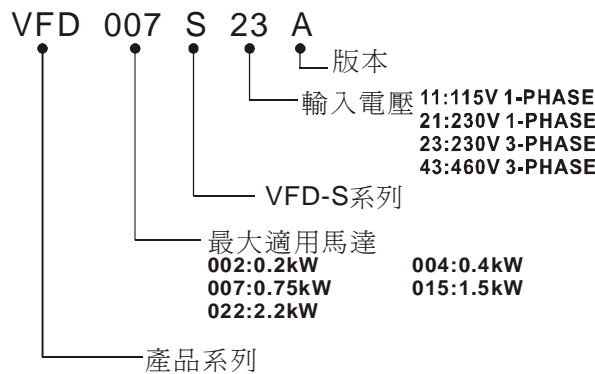 VFD 007 S 23 A
版本
輸入電壓 11:115V 1-PHASE
21:230V 1-PHASE
23:230V 3-PHASE
43:460V 3-PHASE
VFD-S系列
最大適用馬達
002:0.2kW 004:0.4kW
007:0.75kW 015:1.5kW
022:2.2kW
產品系列